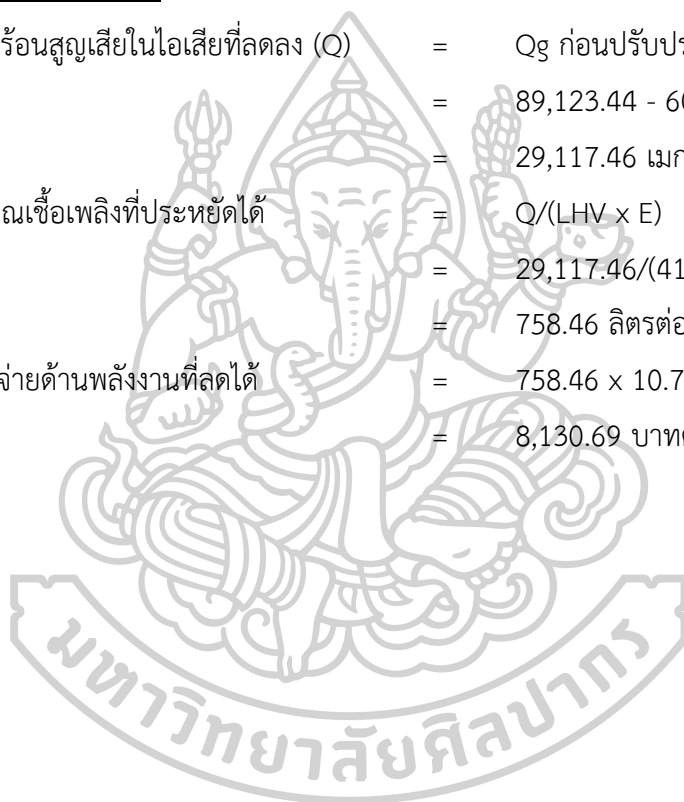 ร้อนสูญเสียในไอเสียที่ลดลง (Q) = Qg ก่อนปรับปร
= 89,123.44 - 60
= 29,117.46 เมก
ณเชื้อเพลิงที่ประหยัดได้ = Q/(LHV x E)
= 29,117.46/(41
= 758.46 ลิตรต่อ
จ่ายด้านพลังงานที่ลดได้ = 758.46 x 10.7
= 8,130.69 บาท
มหาวิทยาลัยศิลปากร